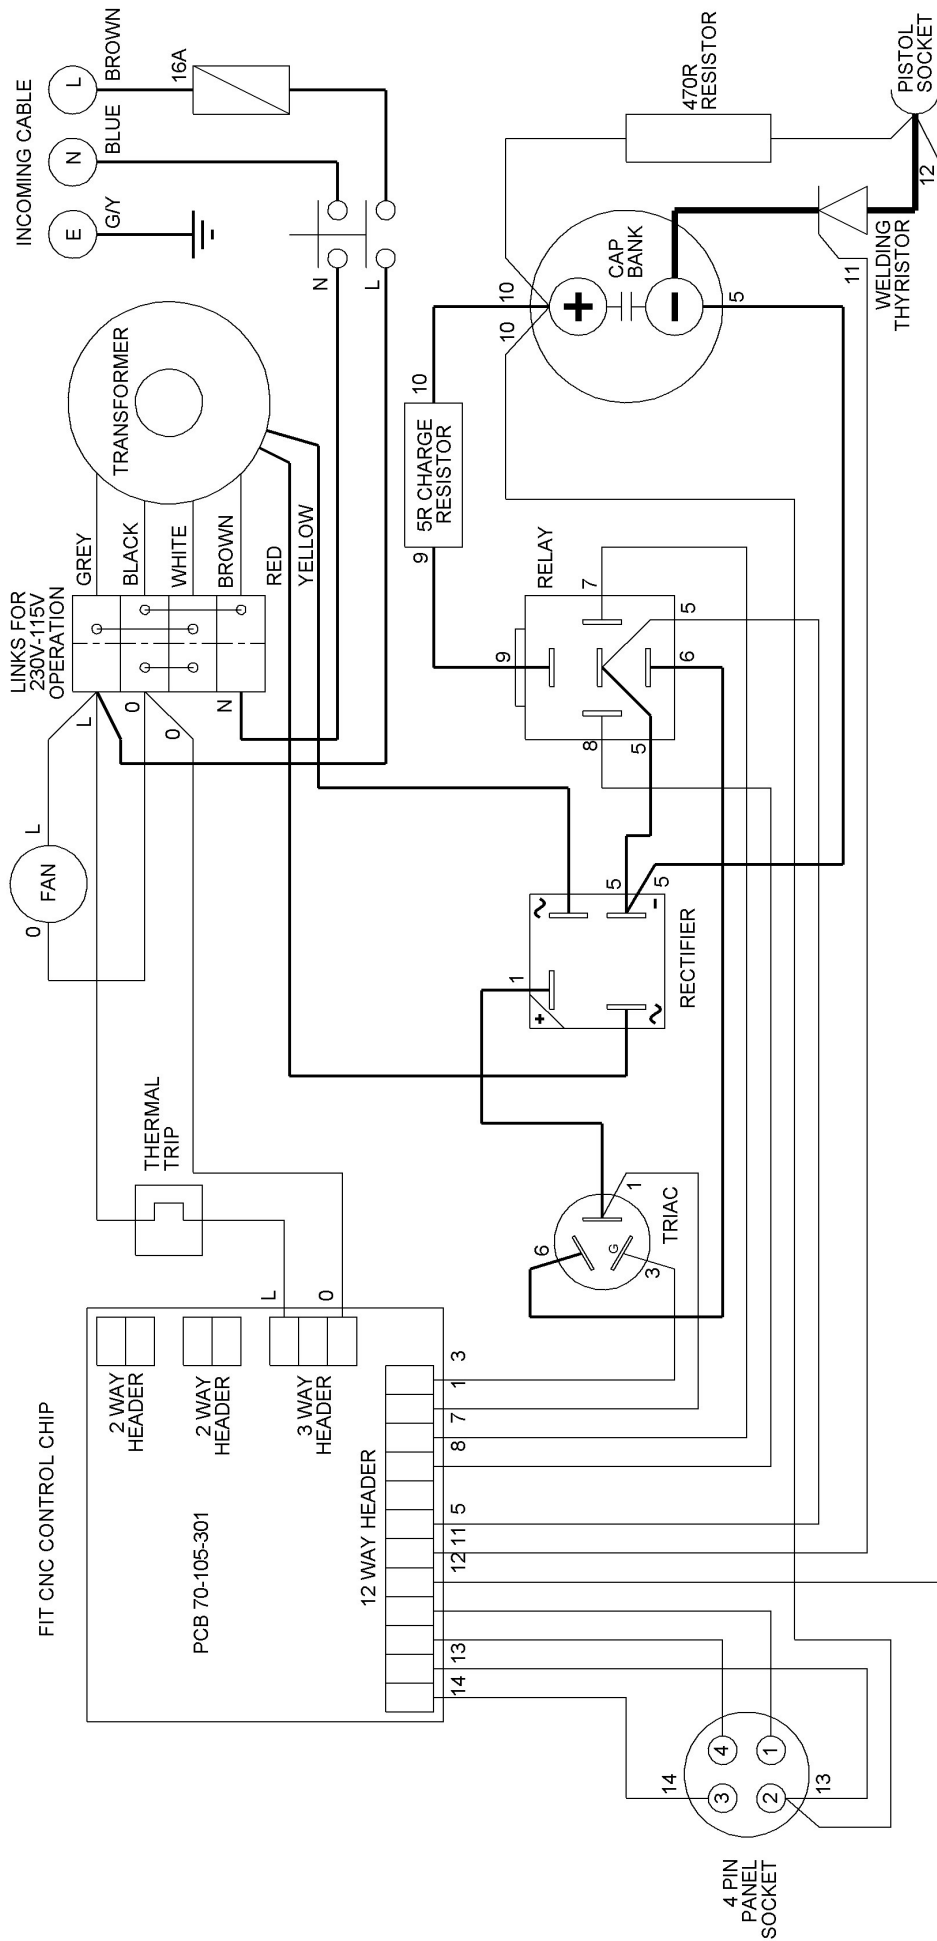 FIT CNC CONTROL CHIP
PCB 70-105-301
2 WAY
HEADER
2 WAY
HEADER
3 WAY
HEADER
12 WAY HEADER
L
0
14
13
12
11
5
8
7
1
3
4 PIN
PANEL
SOCKET
14
3
4
2
1
13
THERMAL
TRIP
6
G
3
1
TRIAC
FAN
0
L
LINKS FOR
230V-115V
OPERATION
L
0
0
N
GREY
BLACK
WHITE
BROWN
RED
YELLOW
TRANSFORMER
INCOMING CABLE
E
N
L
G/Y
BLUE
BROWN
16A
N
L
1
+
~
~
-
5
5
RECTIFIER
RELAY
9
8
7
5
5
6
9
5R CHARGE
RESISTOR
10
10
10
+
-
CAP
BANK
5
470R
RESISTOR
11
WELDING
THYRISTOR
12
PISTOL
SOCKET